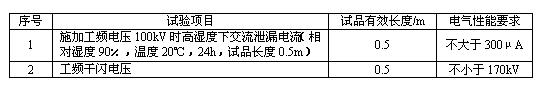 序号 试验项目 试品有效长度/m 电气性能要求
1 施加工频电压100kV时高湿度下交流泄漏电流(相
对湿度90%,温度20℃,24h,试品长度0.5m) 0.5 不大于300μA
2 工频干闪电压 0.5 不小于170kV